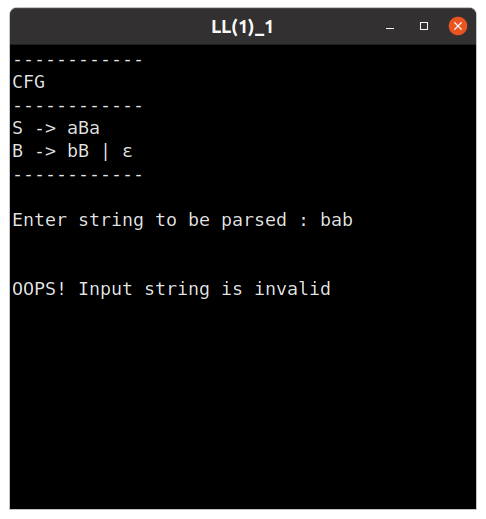 LL(1)_1
------------
CFG
------------
S -> aBa
B -> bB | ε
------------
Enter string to be parsed : bab
OOPS! Input string is invalid